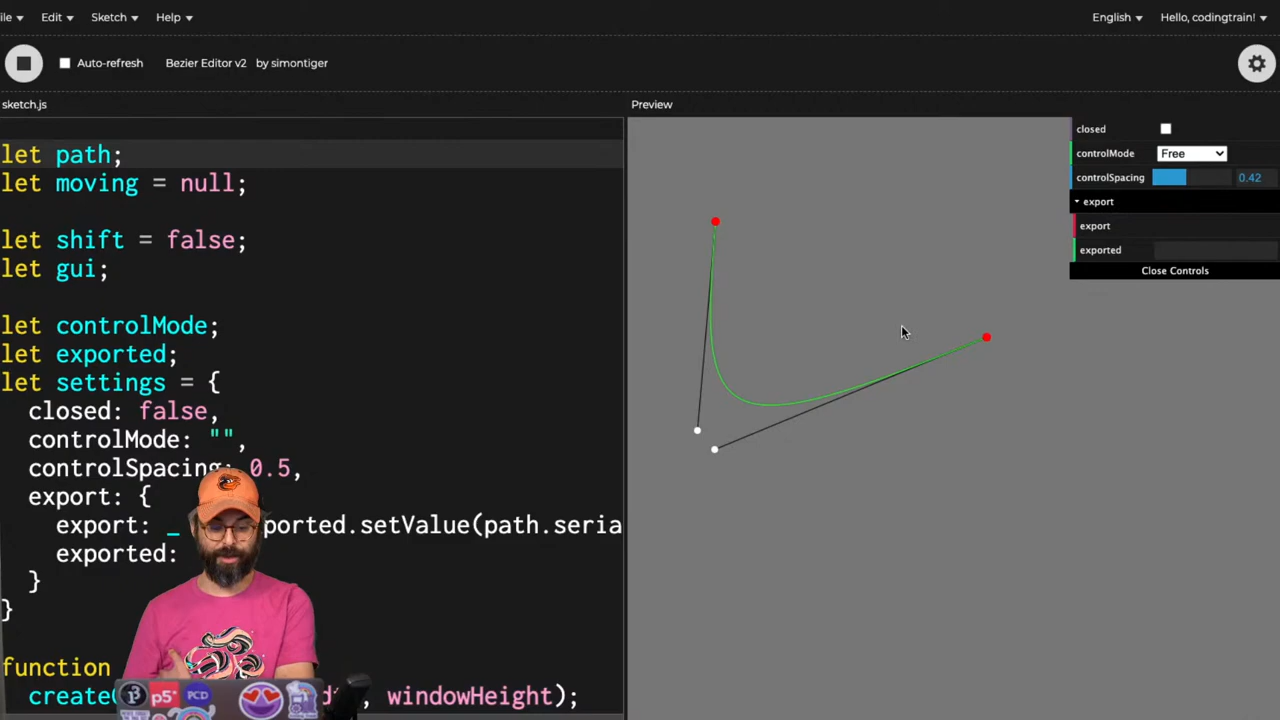 ile Edit Sketch Help English Hello, codingtrain!
Auto-refresh Bezier Editor v2 by simontiger
sketch.js Preview
let path;
let moving = null;
let shift = false;
let gui;
let controlMode;
let exported;
let settings = {
closed: false,
controlMode: "",
controlSpacing: 0.5,
export: {
export: _ ported.setValue(path.seria
exported:
}
}
function
create d , windowHeight);
closed
controlMode Free
controlSpacing 0.42
export
export
exported
Close Controls
p5*
PCD